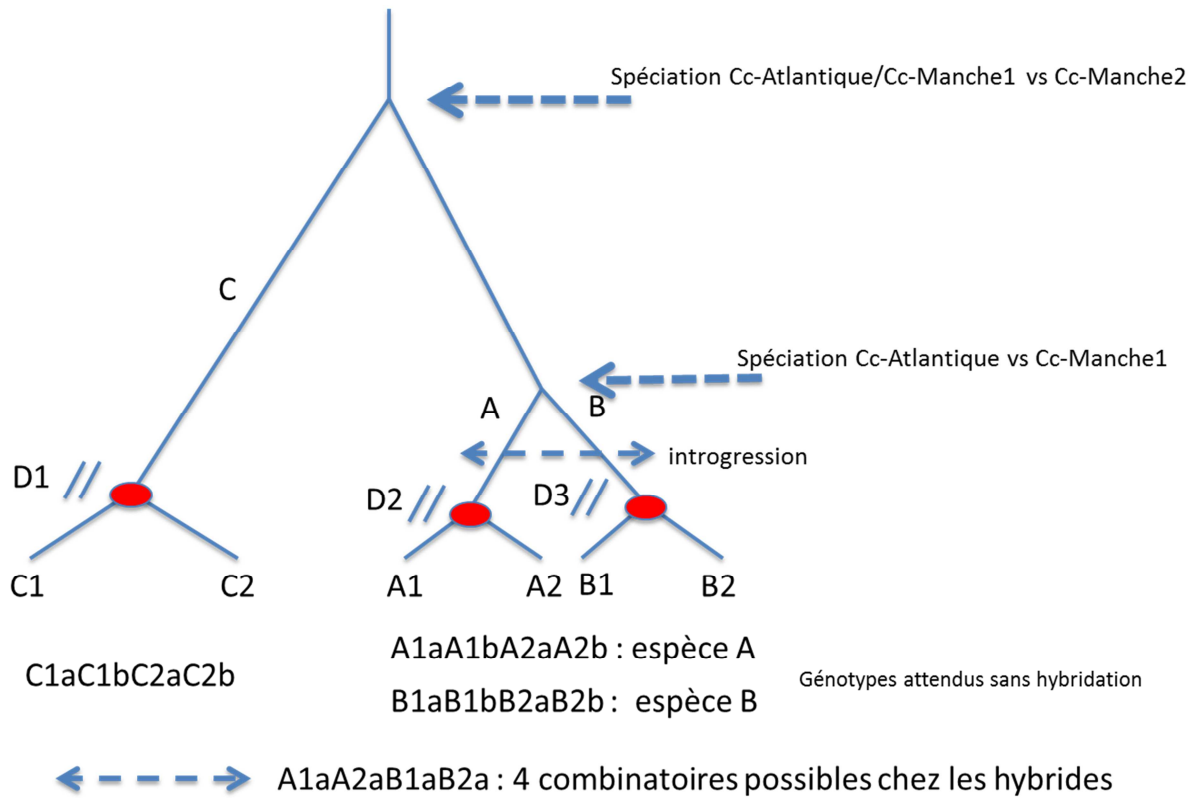 Spéciation Cc-Atlantique/Cc-Manche1 vs Cc-Manche2
C
Spéciation Cc-Atlantique vs Cc-Manche1
A
B
introgression
D1
D2
D3
C1
C2
A1
A2
B1
B2
A1aA1bA2aA2b : espèce A
C1aC1bC2aC2b
Génotypes attendus sans hybridation
B1aB1bB2aB2b : espèce B
A1aA2aB1aB2a : 4 combinatoires possibles chez les hybrides